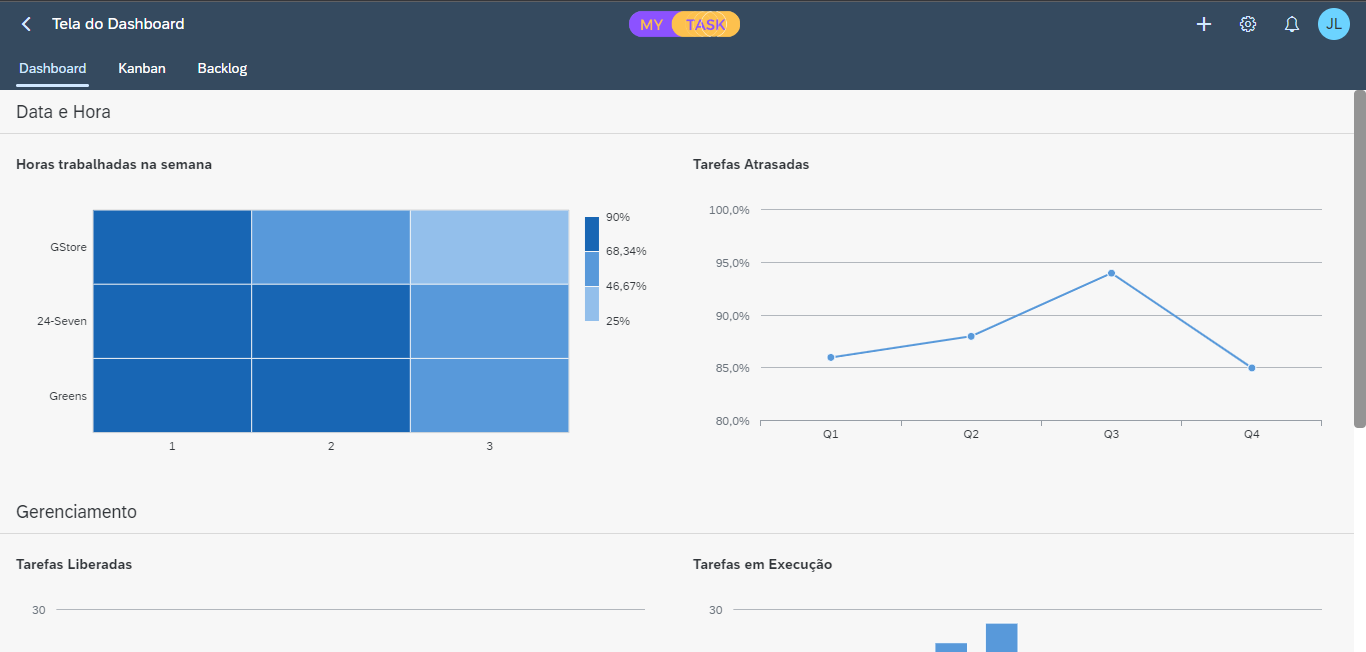 Tela do Dashboard
MY TASK
JL
Dashboard Kanban Backlog
Data e Hora
Horas trabalhadas na semana
GStore
24-Seven
Greens
1 2 3
90%
68,34%
46,67%
25%
Tarefas Atrasadas
100,0%
95,0%
90,0%
85,0%
80,0%
Q1 Q2 Q3 Q4
Gerenciamento
Tarefas Liberadas
30
Tarefas em Execução
30